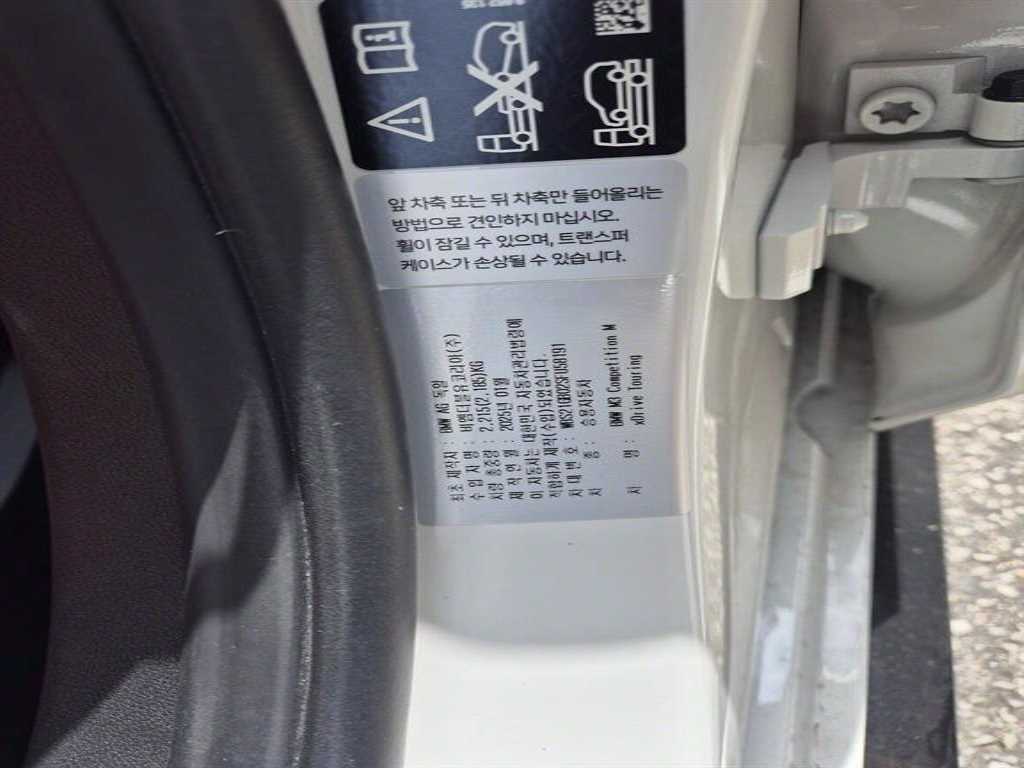 앞 차축 또는 뒤 차축만 들어올리는
방법으로 견인하지 마십시오.
휠이 잠길 수 있으며, 트랜스퍼
케이스가 손상될 수 있습니다.
최초 제작사 : BMW AG 독일
수 입 자 명 : 비엠더블유코리아(주)
차량 총중량 : 2,215(2,185)KG
제 작 연 월 : 2025년 01월
이 자동차는 대한민국 자동차관리법령에
적합하게 제작(수입)되었습니다.
차 대 번 호 :
차 종 : 승용자동차
차 명 : BMW M3 Competition M
xDrive Touring